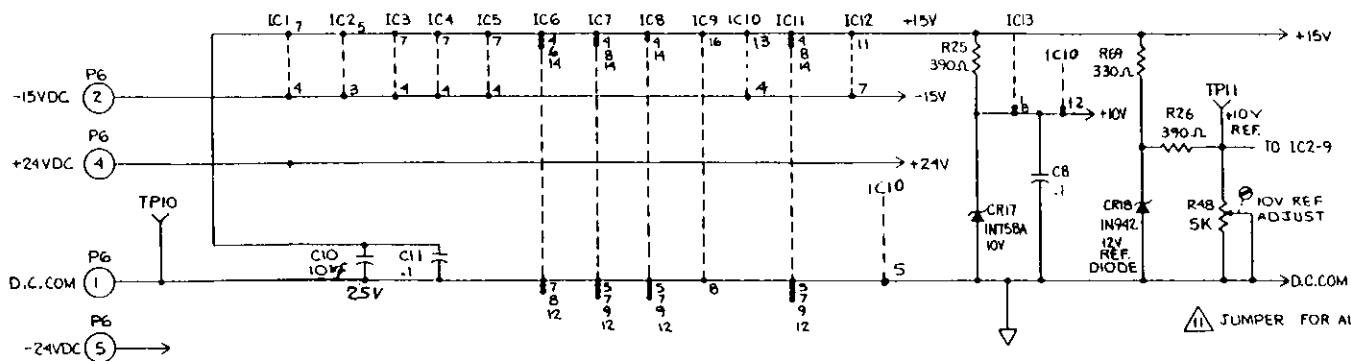 IC1 IC2 IC3 IC4 IC5 IC6 IC7 IC8 IC9 IC10 IC11 IC12 +15V IC13
7 5 7 7 7 4 4 4 16 13 4 11
6 8 14 8
14 14 14
+15V
R25
390Ω
IC10
R69
330Ω
TP11
+10V
REF.
P6
-15VDC 2
4 3 4 4 4 4 7
-15V
8 12
+10V
R26
390Ω
TO IC2-9
P6
+24VDC 4
+24V
C8
.1
IC10
TP10
CR17
1N758A
10V
CR18
1N942
12V
REF.
DIODE
R48
5K
10V REF
ADJUST
P6
D.C.COM 1
C10
10µf
25V
C11
.1
7 5 5 8 5 5
8 7 7 7
12 9 9 9
12 12 12
D.C.COM
11 JUMPER FOR AL
P6
-24VDC 5